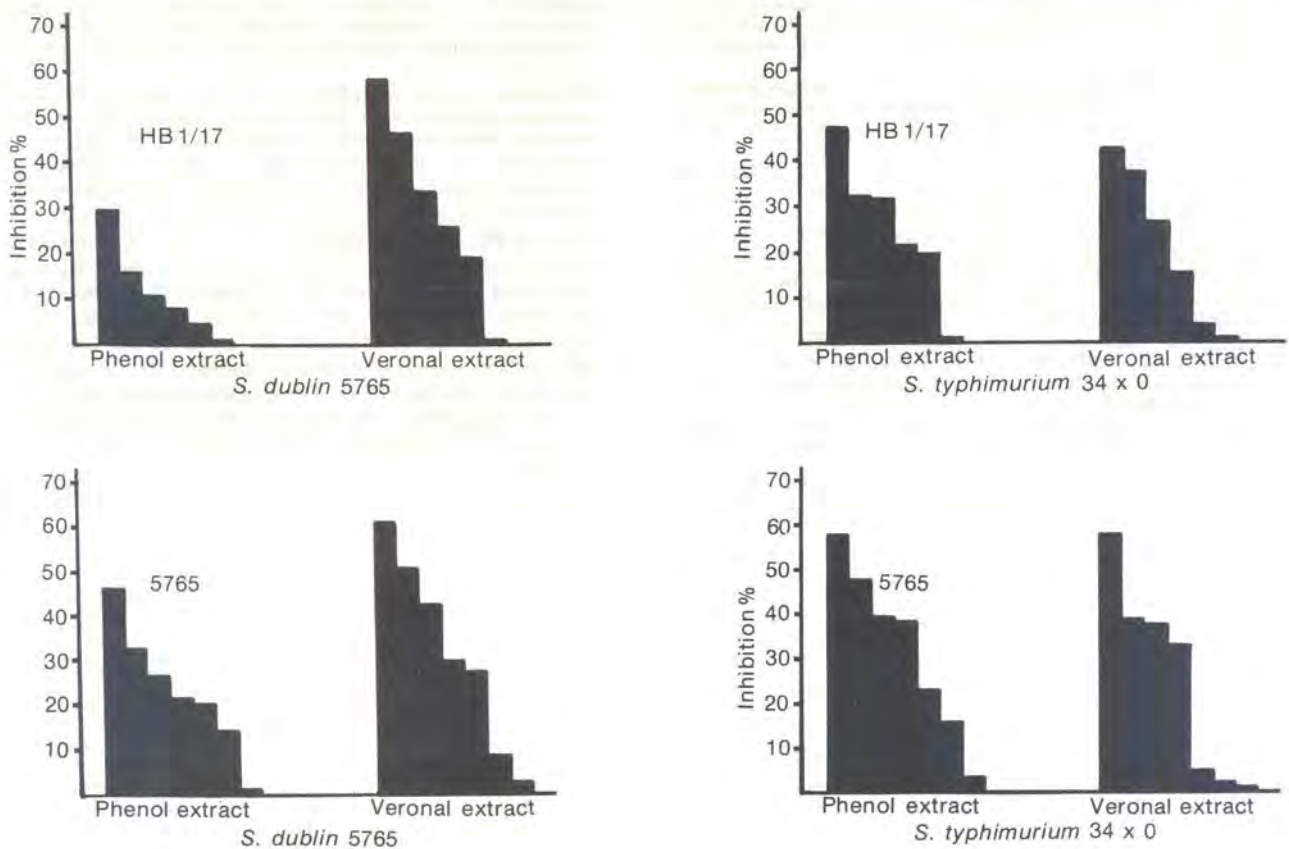 70
60
50
40
30
20
10
Inhibition %
HB 1/17
Phenol extract
Veronal extract
S. dublin 5765
70
60
50
40
30
20
10
Inhibition %
HB 1/17
Phenol extract
Veronal extract
S. typhimurium 34 x 0
70
60
50
40
30
20
10
5765
Phenol extract
Veronal extract
S. dublin 5765
70
60
50
40
30
20
10
Inhibition %
5765
Phenol extract
Veronal extract
S. typhimurium 34 x 0